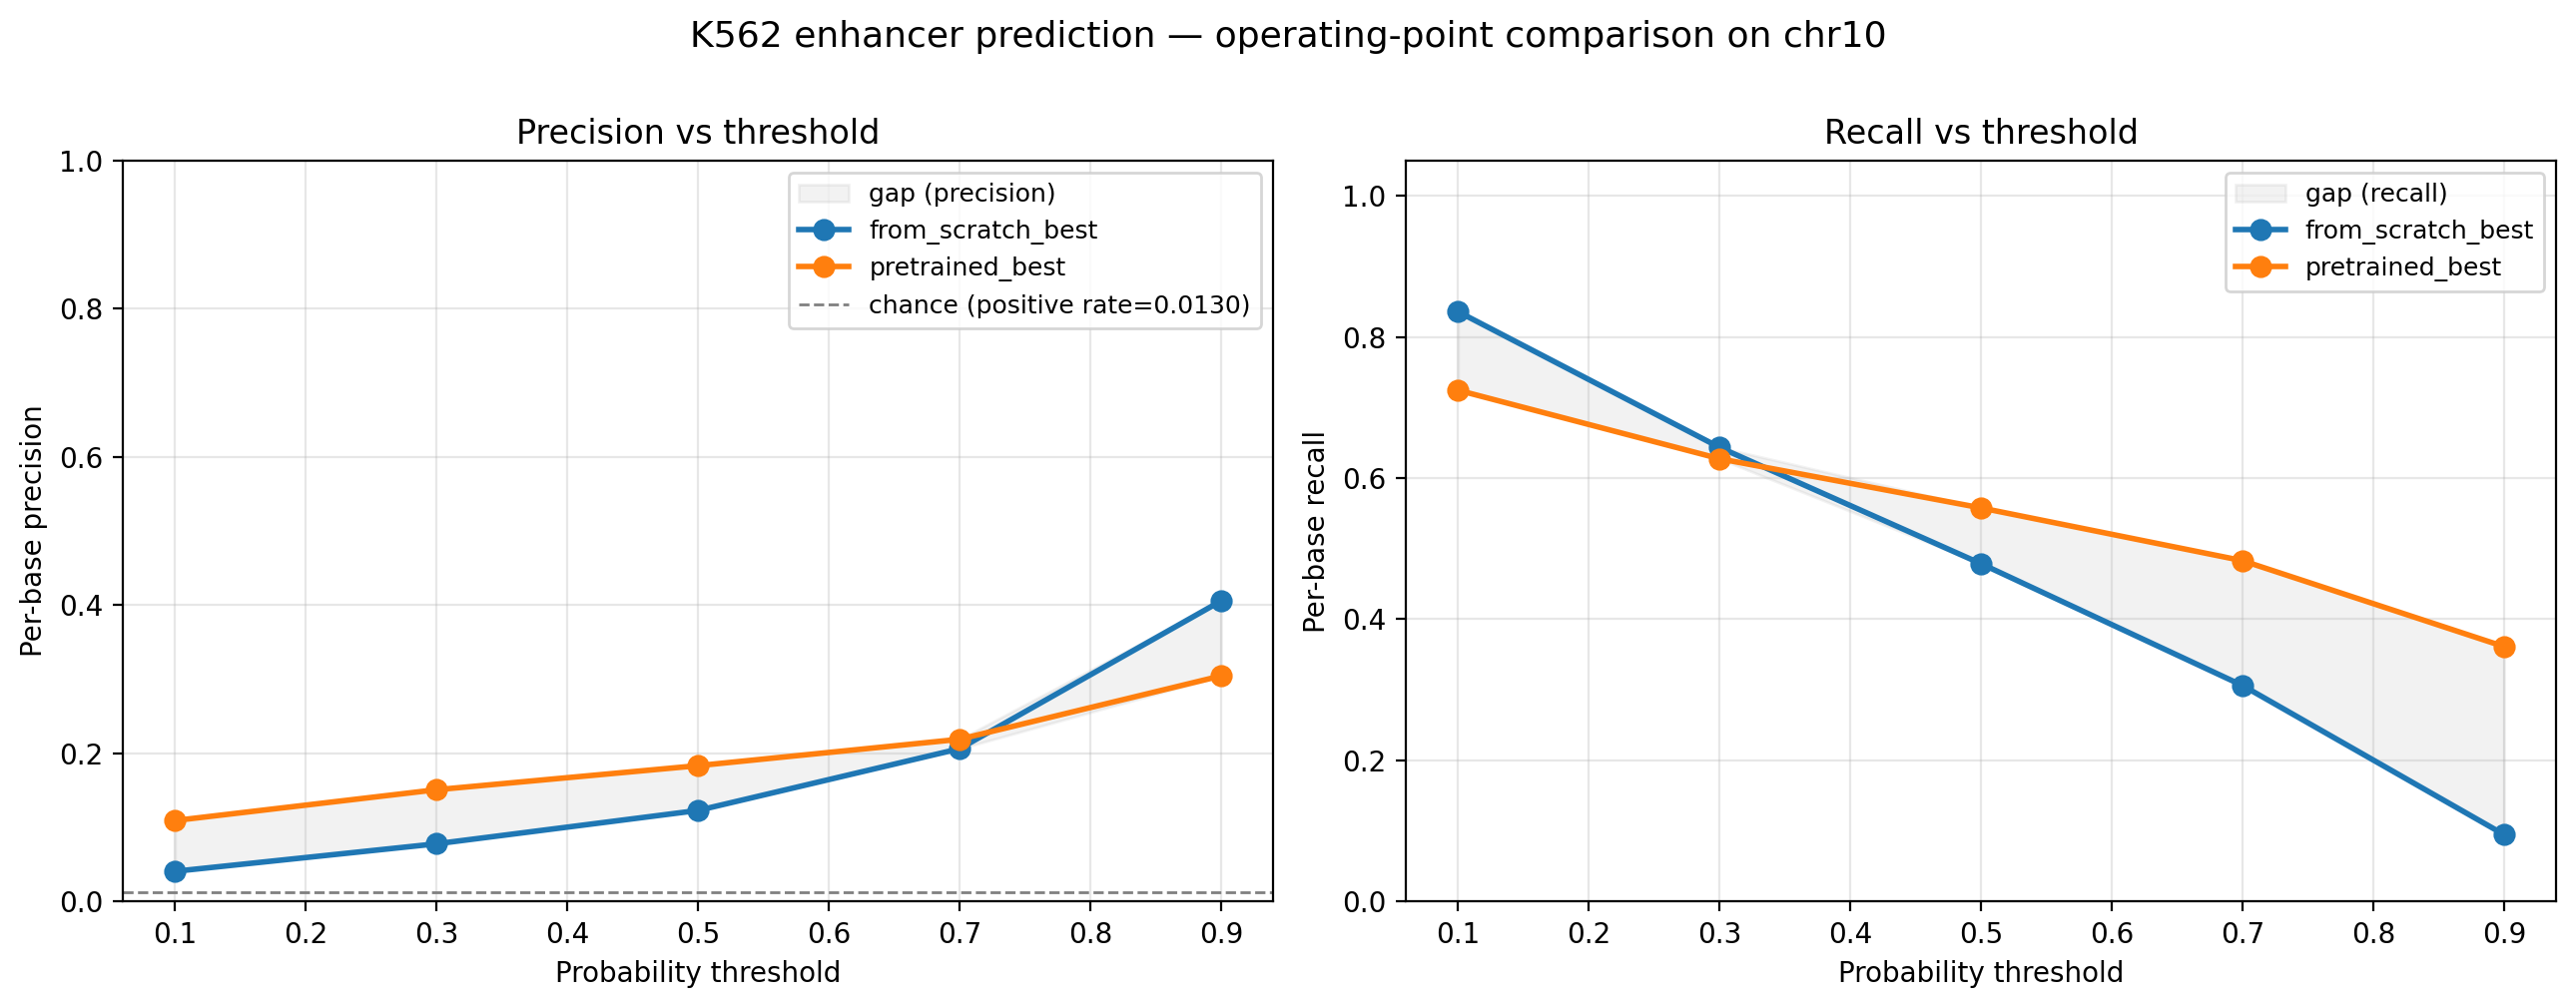 K562 enhancer prediction — operating-point comparison on chr10
Precision vs threshold
1.0
0.8
0.6
0.4
0.2
0.0
Per-base precision
gap (precision)
from_scratch_best
pretrained_best
chance (positive rate=0.0130)
0.1 0.2 0.3 0.4 0.5 0.6 0.7 0.8 0.9
Probability threshold
Recall vs threshold
1.0
0.8
0.6
0.4
0.2
0.0
Per-base recall
gap (recall)
from_scratch_best
pretrained_best
0.1 0.2 0.3 0.4 0.5 0.6 0.7 0.8 0.9
Probability threshold